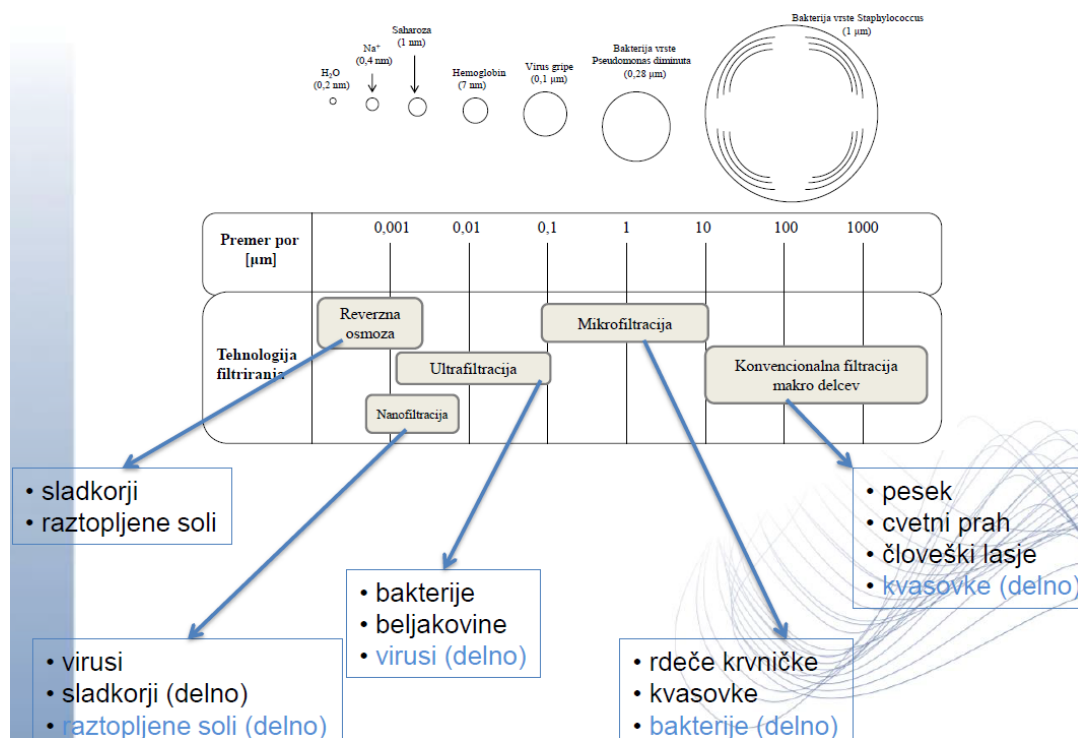 H₂O
(0,2 nm)
Na⁺
(0,4 nm)
Saharoza
(1 nm)
Hemoglobin
(7 nm)
Virus gripe
(0,1 μm)
Bakterija vrste
Pseudomonas diminuta
(0,28 μm)
Bakterija vrste Staphylococcus
(1 μm)
Premer por
[μm]
0,001
0,01
0,1
1
10
100
1000
Tehnologija
filtriranja
Reverzna
osmoza
Ultrafiltracija
Nanofiltracija
Mikrofiltracija
Konvencionalna filtracija
makro delcev
• sladkorji
• raztopljene soli
• virusi
• sladkorji (delno)
• raztopljene soli (delno)
• bakterije
• beljakovine
• virusi (delno)
• rdeče krvničke
• kvasovke
• bakterije (delno)
• pesek
• cvetni prah
• človeški lasje
• kvasovke (delno)